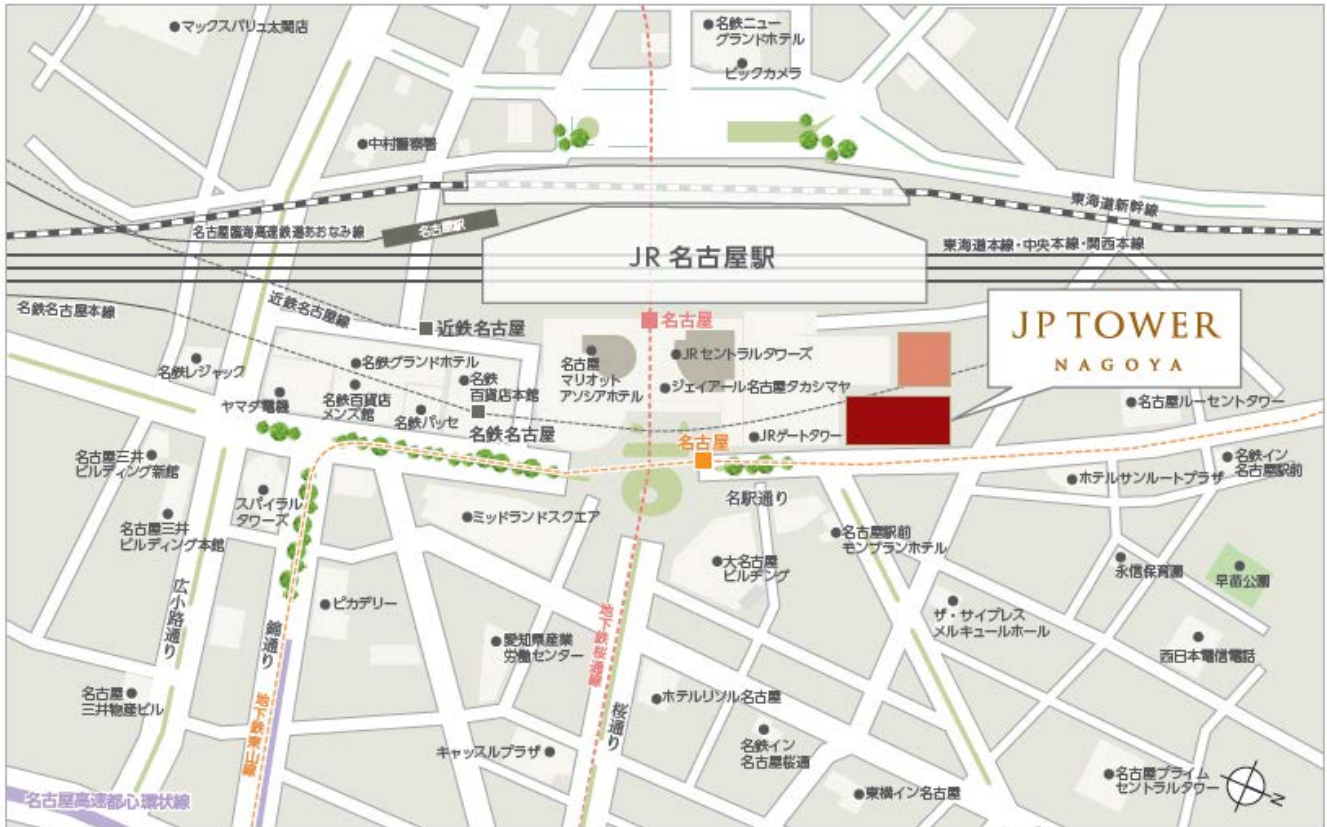 マックスバリュ太閤店
名鉄ニュー
グランドホテル
ビックカメラ
中村警察署
東海道新幹線
名古屋臨海高速鉄道あおなみ線
名古屋駅
JR 名古屋駅
東海道本線・中央本線・関西本線
名鉄名古屋本線
近鉄名古屋線
近鉄名古屋
名古屋
JP TOWER
NAGOYA
名鉄レジャック
名鉄グランドホテル
名鉄
百貨店本館
名古屋
マリオット
アソシアホテル
JRセントラルタワーズ
ジェイアール名古屋タカシマヤ
ヤマダ電機
名鉄百貨店
メンズ館
名鉄パッセ
名鉄名古屋
名古屋
JRゲートタワー
名古屋ルーセントタワー
名古屋三井
ビルディング新館
名鉄イン
名古屋駅前
ホテルサンルートプラザ
スパイラル
タワーズ
名駅通り
名古屋三井
ビルディング本館
ミッドランドスクエア
名古屋駅前
モンブランホテル
大名古屋
ビルヂング
永信保育園
早苗公園
広小路通り
錦通り
ピカデリー
ザ・サイプレス
メルキュールホール
愛知県産業
労働センター
地下鉄桜通線
西日本電信電話
名古屋
三井物産ビル
地下鉄東山線
ホテルリソル名古屋
桜通り
キャッスルプラザ
名鉄イン
名古屋桜通
名古屋高速都心環状線
東横イン名古屋
名古屋プライム
セントラルタワー
N